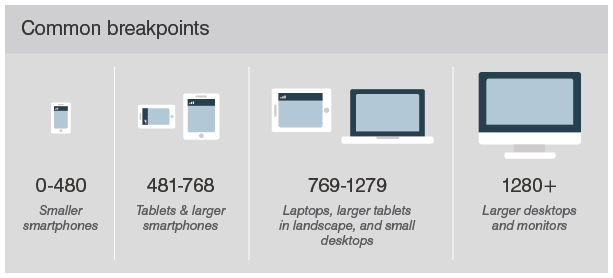 Common breakpoints
0-480
Smaller
smartphones
481-768
Tablets & larger
smartphones
769-1279
Laptops, larger tablets
in landscape, and small
desktops
1280+
Larger desktops
and monitors